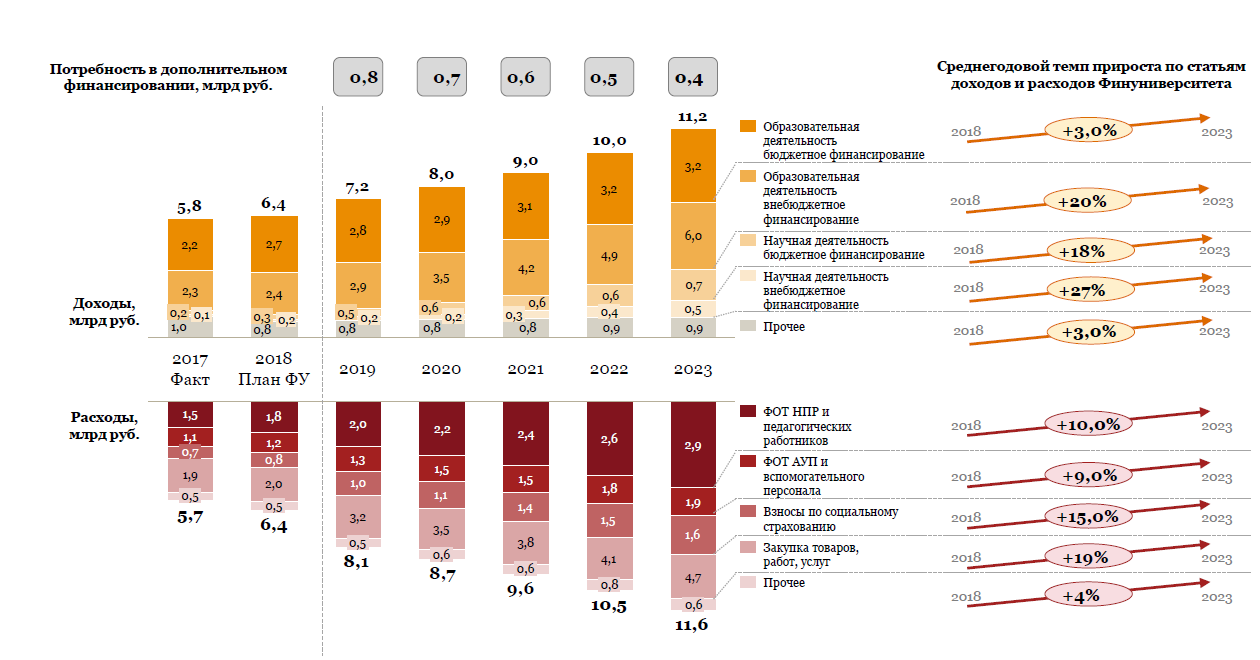 Потребность в дополнительном
финансировании, млрд руб.
0,8
0,7
0,6
0,5
0,4
Среднегодовой темп прироста по статьям
доходов и расходов Финуниверситета
5,8
6,4
7,2
8,0
9,0
10,0
11,2
2,2
2,7
2,8
2,9
3,1
3,2
3,2
2,3
2,4
2,9
3,5
4,2
4,9
6,0
0,2
0,3
0,5
0,6
0,6
0,6
0,7
0,1
0,2
0,2
0,2
0,3
0,4
0,5
1,0
0,8
0,8
0,8
0,8
0,9
0,9
Доходы,
млрд руб.
Образовательная
деятельность
бюджетное финансирование
Образовательная
деятельность
внебюджетное
финансирование
Научная деятельность
бюджетное финансирование
Научная деятельность
внебюджетное
финансирование
Прочее
2018 +3,0% 2023
2018 +20% 2023
2018 +18% 2023
2018 +27% 2023
2018 +3,0% 2023
2017
Факт
2018
План ФУ
2019
2020
2021
2022
2023
Расходы,
млрд руб.
1,5
1,8
2,0
2,2
2,4
2,6
2,9
1,1
1,2
1,3
1,5
1,5
1,8
1,9
0,7
0,8
1,0
1,1
1,4
1,5
1,6
1,9
2,0
3,2
3,5
3,8
4,1
4,7
0,5
0,5
0,5
0,6
0,6
0,8
0,6
5,7
6,4
8,1
8,7
9,6
10,5
11,6
ФОТ НПР и
педагогических
работников
ФОТ АУП и
вспомогательного
персонала
Взносы по социальному
страхованию
Закупка товаров,
работ, услуг
Прочее
2018 +10,0% 2023
2018 +9,0% 2023
2018 +15,0% 2023
2018 +19% 2023
2018 +4% 2023